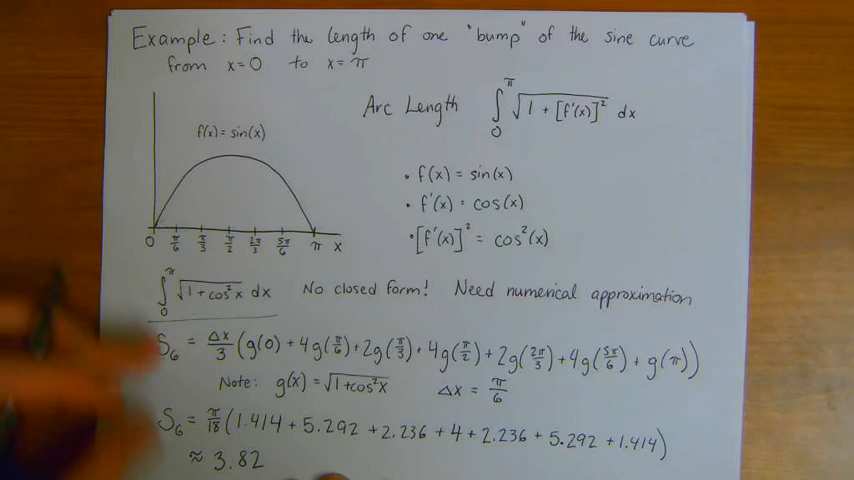 Example: Find the length of one "bump" of the sine curve
from x=0 to x=π
Arc Length ∫₀^π √(1 + [f'(x)]²) dx
f(x) = sin(x)
• f(x) = sin(x)
• f'(x) = cos(x)
• [f'(x)]² = cos²(x)
0 π/6 π/3 π/2 2π/3 5π/6 π x
∫₀^π √(1+cos²x) dx No closed form! Need numerical approximation
S₆ = Δx/3 (g(0) + 4g(π/6) + 2g(π/3) + 4g(π/2) + 2g(2π/3) + 4g(5π/6) + g(π))
Note: g(x) = √(1+cos²x) Δx = π/6
S₆ = π/18 (1.414 + 5.292 + 2.236 + 4 + 2.236 + 5.292 + 1.414)
≈ 3.82